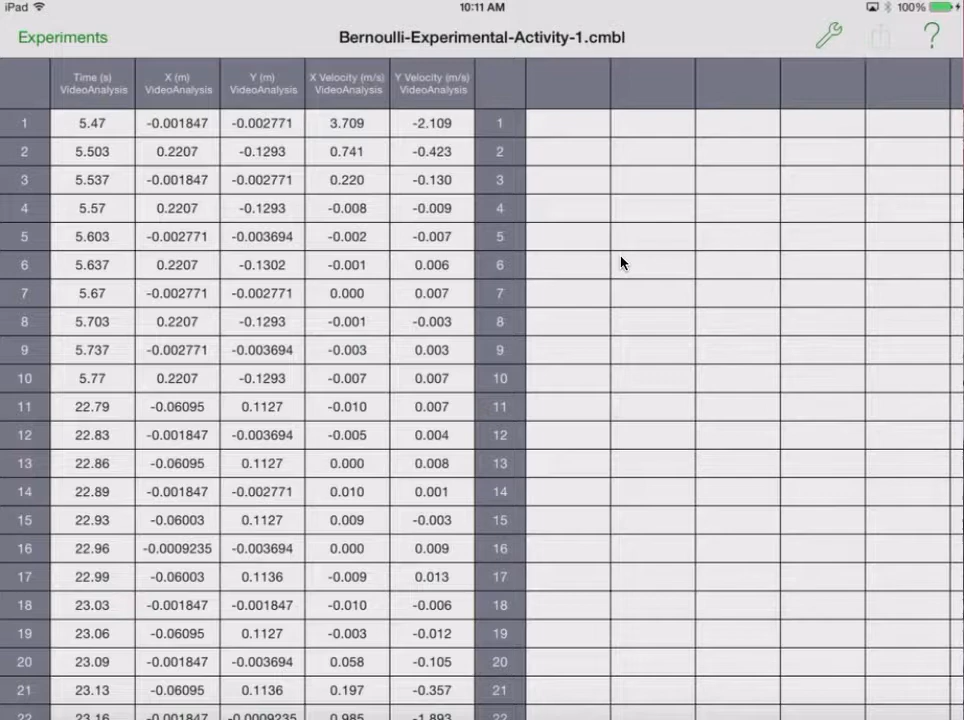 iPad 10:11 AM 100%
Experiments Bernoulli-Experimental-Activity-1.cmbl ?
Time (s) X (m) Y (m) X Velocity (m/s) Y Velocity (m/s)
VideoAnalysis VideoAnalysis VideoAnalysis VideoAnalysis VideoAnalysis
1 5.47 -0.001847 -0.002771 3.709 -2.109 1
2 5.503 0.2207 -0.1293 0.741 -0.423 2
3 5.537 -0.001847 -0.002771 0.220 -0.130 3
4 5.57 0.2207 -0.1293 -0.008 -0.009 4
5 5.603 -0.002771 -0.003694 -0.002 -0.007 5
6 5.637 0.2207 -0.1302 -0.001 0.006 6
7 5.67 -0.002771 -0.003694 0.000 0.007 7
8 5.703 0.2207 -0.1293 -0.001 -0.003 8
9 5.737 -0.002771 -0.003694 -0.003 0.003 9
10 5.77 0.2207 -0.1293 -0.007 0.007 10
11 22.79 -0.06095 0.1127 -0.010 0.007 11
12 22.83 -0.001847 -0.003694 -0.005 0.004 12
13 22.86 -0.06095 0.1127 0.000 0.008 13
14 22.89 -0.001847 -0.002771 0.010 0.001 14
15 22.93 -0.06003 0.1127 0.009 -0.003 15
16 22.96 -0.0009235 -0.003694 0.000 0.009 16
17 22.99 -0.06003 0.1136 -0.009 0.013 17
18 23.03 -0.001847 -0.001847 -0.010 -0.006 18
19 23.06 -0.06095 0.1127 -0.003 -0.012 19
20 23.09 -0.001847 -0.003694 0.058 -0.105 20
21 23.13 -0.06095 0.1136 0.197 -0.357 21
22 23.16 -0.001847 -0.0009235 0.985 -1.893 22